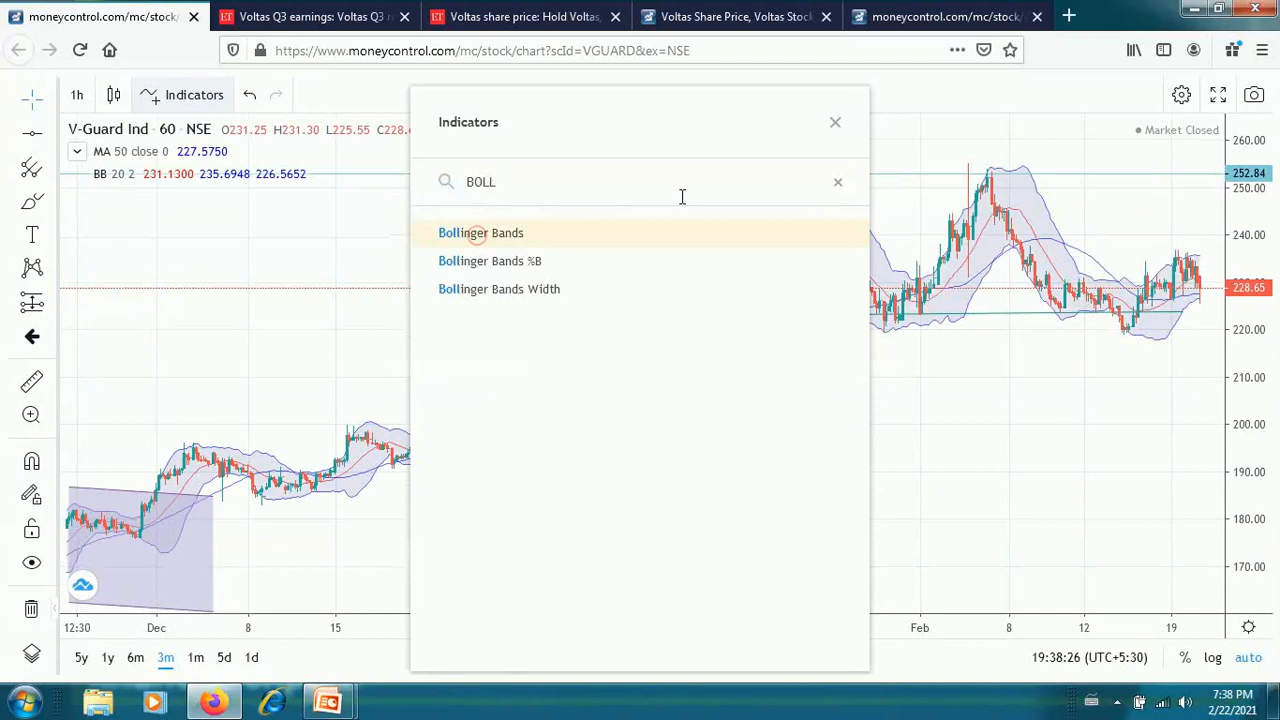 moneycontrol.com/mc/stock/
ET Voltas Q3 earnings: Voltas Q3 r
ET Voltas share price: Hold Voltas,
Voltas Share Price, Voltas Stock
moneycontrol.com/mc/stock/
https://www.moneycontrol.com/mc/stock/chart?scId=VGUARD&ex=NSE
1h
Indicators
V-Guard Ind · 60 · NSE O231.25 H231.30 L225.55 C228.
MA 50 close 0 227.5750
BB 20 2 231.1300 235.6948 226.5652
Market Closed
Indicators
BOLL
Bollinger Bands
Bollinger Bands %B
Bollinger Bands Width
260.00
252.84
250.00
240.00
228.65
220.00
210.00
200.00
190.00
180.00
170.00
12:30 Dec 8 15 Feb 8 12 19
5y 1y 6m 3m 1m 5d 1d
19:38:26 (UTC+5:30) % log auto
7:38 PM
2/22/2021